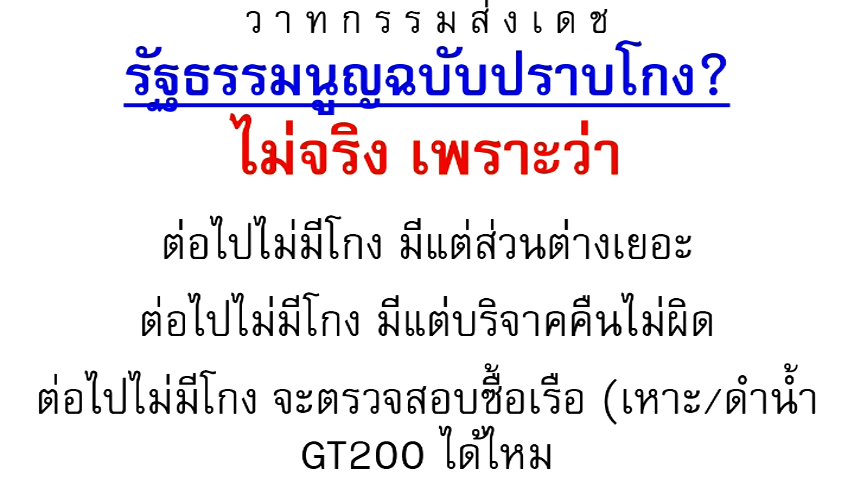 วาทกรรมส่งเดช
รัฐธรรมนูญฉบับปราบโกง?
ไม่จริง เพราะว่า
ต่อไปไม่มีโกง มีแต่ส่วนต่างเยอะ
ต่อไปไม่มีโกง มีแต่บริจาคคืนไม่ผิด
ต่อไปไม่มีโกง จะตรวจสอบซื้อเรือ (เหาะ/ดำน้ำ
GT200 ได้ไหม